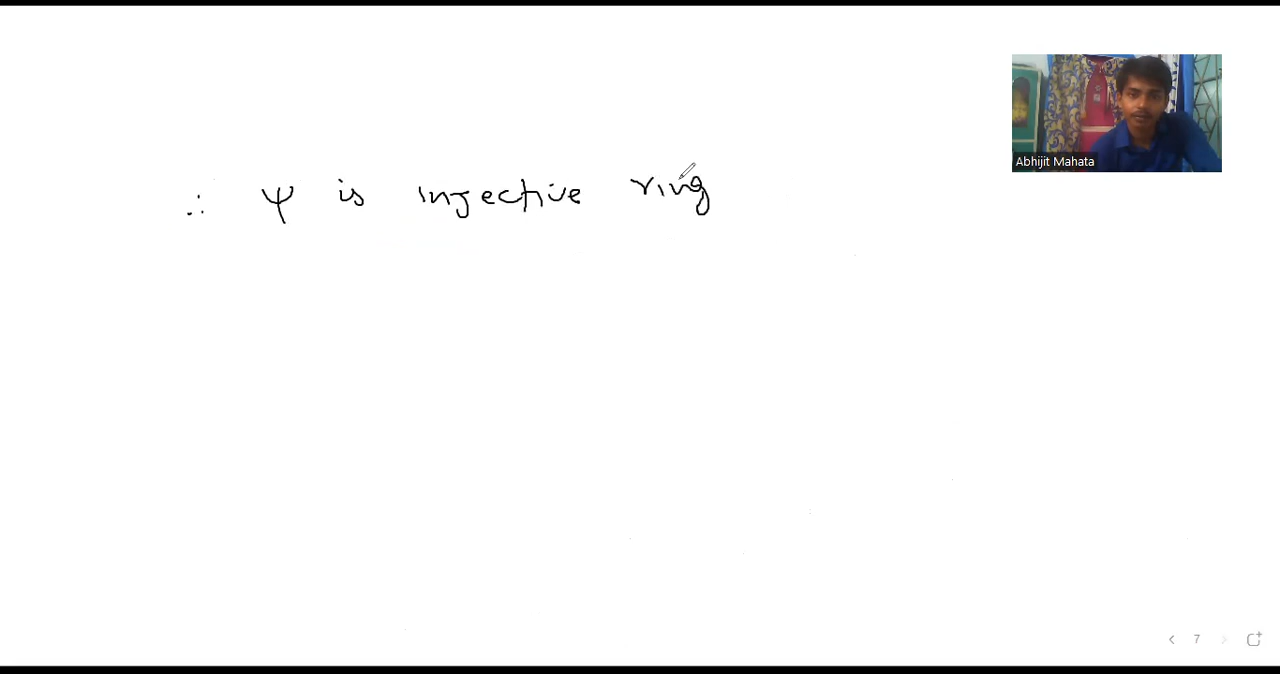 ∴ ψ is injective ring
Abhijit Mahata
7